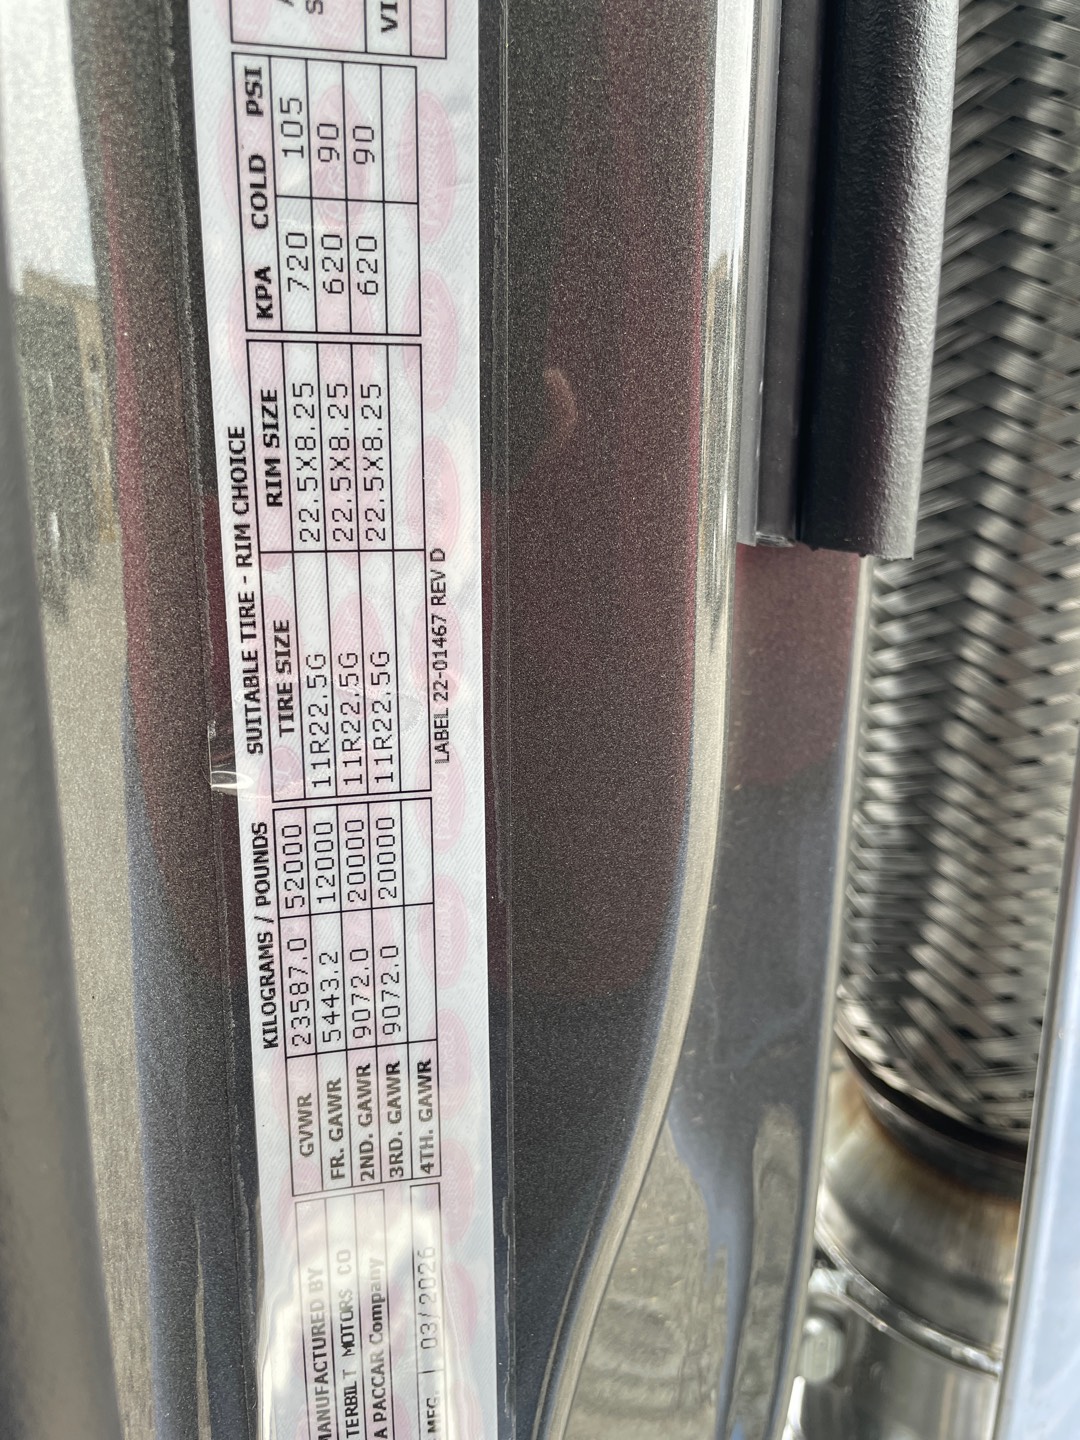 MANUFACTURED BY
TERBILT MOTORS CO
A PACCAR Company
MFG. 03/2026
KILOGRAMS / POUNDS
GVWR 23587.0 52000
FR. GAWR 5443.2 12000
2ND. GAWR 9072.0 20000
3RD. GAWR 9072.0 20000
4TH. GAWR
SUITABLE TIRE - RIM CHOICE
TIRE SIZE RIM SIZE KPA COLD PSI
11R22.5G 22.5X8.25 720 105
11R22.5G 22.5X8.25 620 90
11R22.5G 22.5X8.25 620 90
LABEL 22-01467 REV D
VI